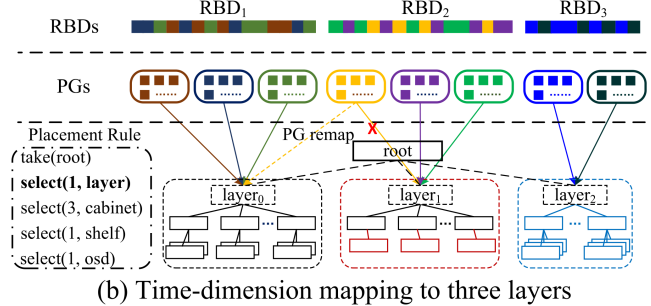 RBDs RBD1 RBD2 RBD3
PGs ...... ...... ...... ...... ...... ...... ......
Placement Rule
PG remap X
root
take(root)
select(1, layer)
select(3, cabinet)
select(1, shelf)
select(1, osd)
layer0 layer1 layer2
... ... ...
... ... ...
(b) Time-dimension mapping to three layers